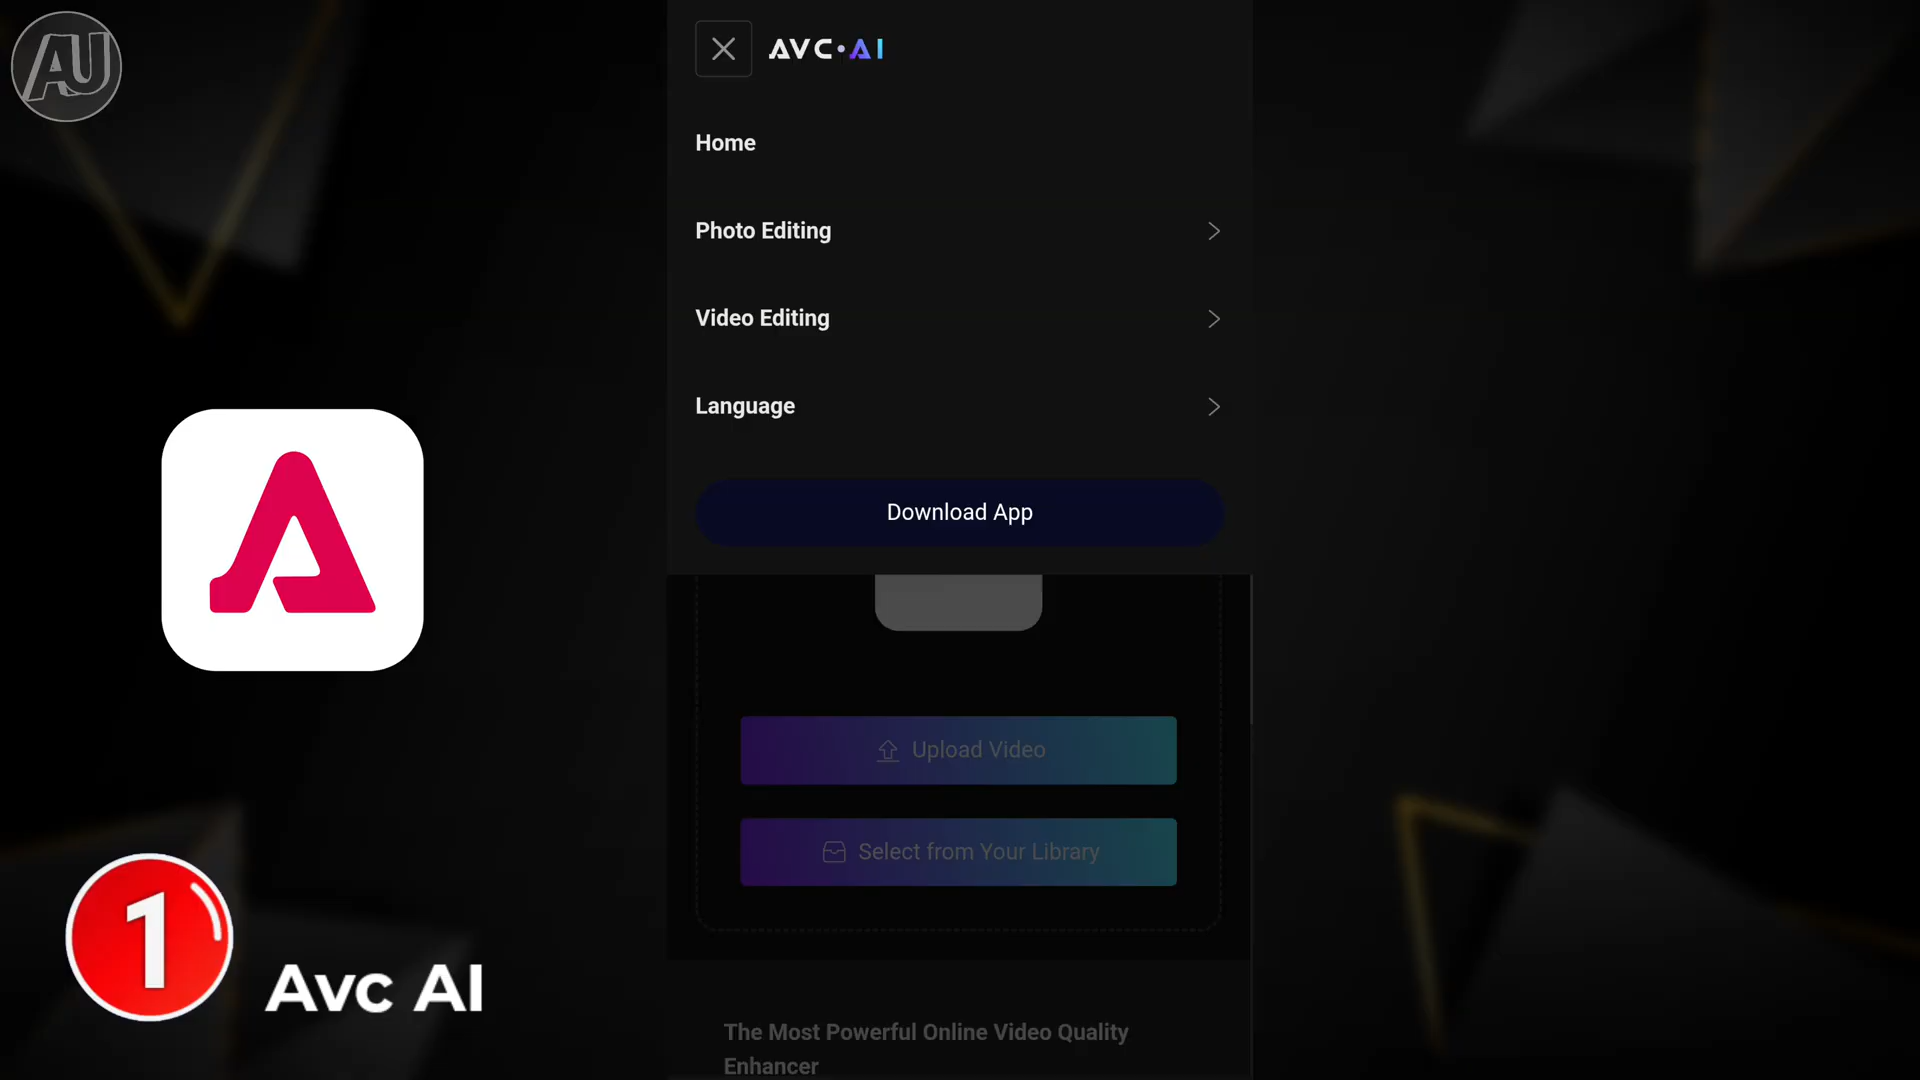 AU
AVC AI
Home
Photo Editing
Video Editing
Language
Download App
Upload Video
Select from Your Library
1
Avc AI
The Most Powerful Online Video Quality
Enhancer